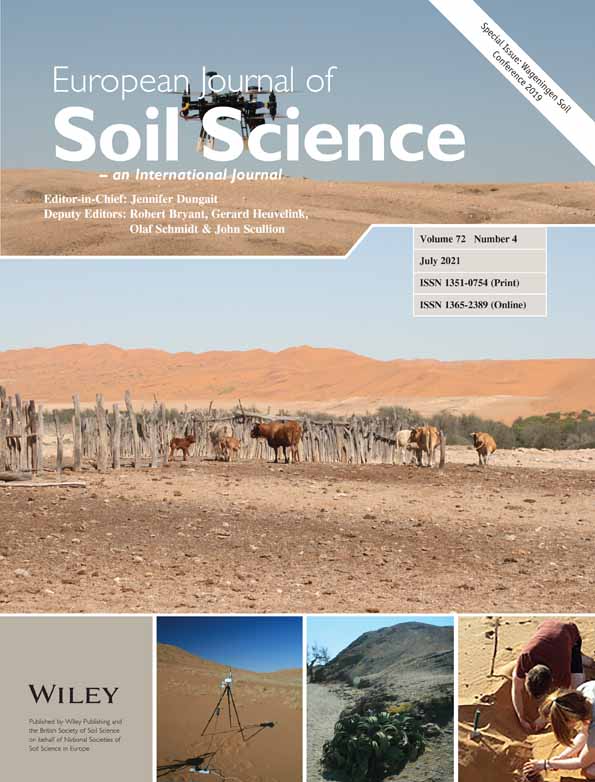 Special Issue: Wageningen Soil
Conference 2019
European Journal of
Soil Science
– an International Journal
Editor-in-Chief: Jennifer Dungait
Deputy Editors: Robert Bryant, Gerard Heuvelink,
Olaf Schmidt & John Scullion
Volume 72 Number 4
July 2021
ISSN 1351-0754 (Print)
ISSN 1365-2389 (Online)
WILEY
Published by Wiley Publishing and
the British Society of Soil Science
on behalf of National Societies of
Soil Science in Europe